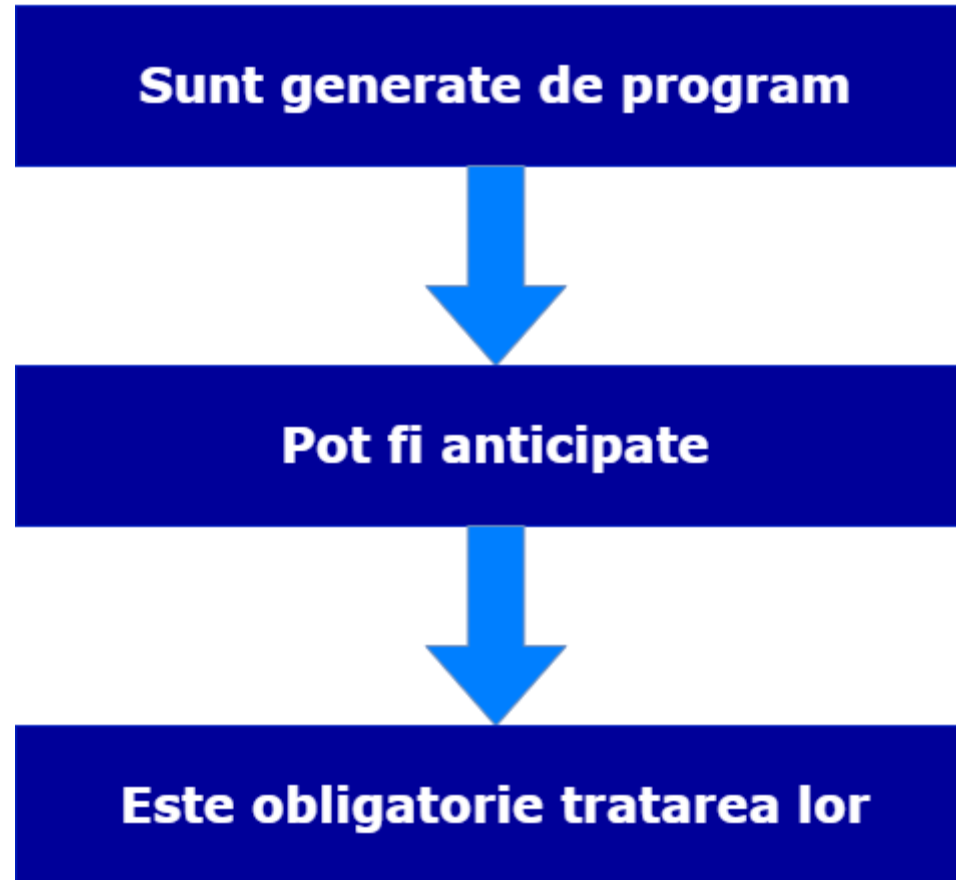 Sunt generate de program
Pot fi anticipate
Este obligatorie tratarea lor